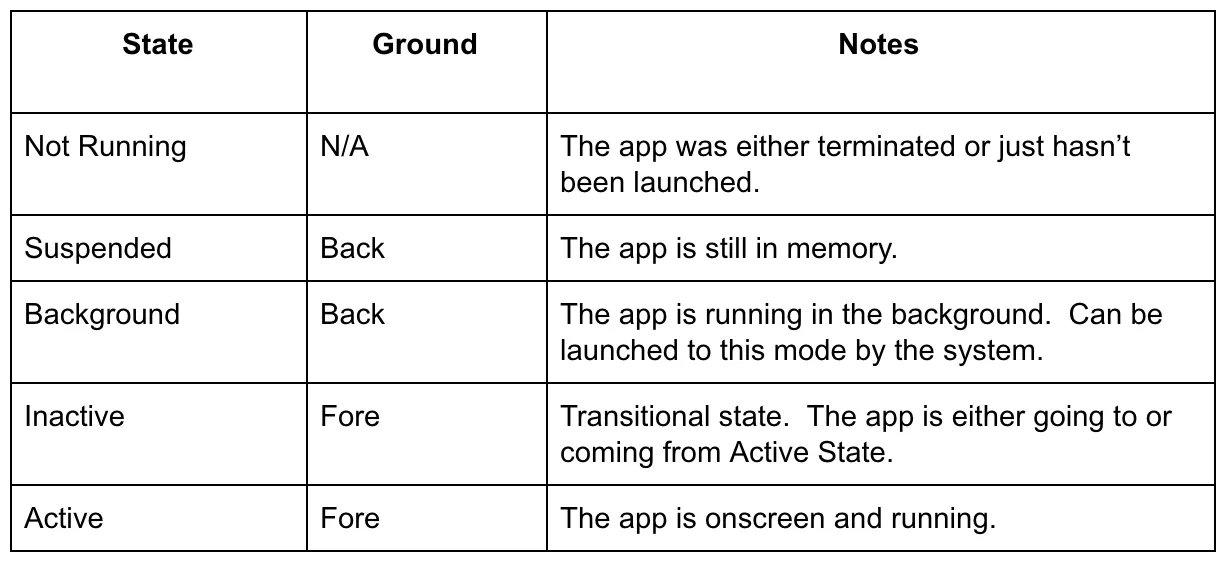 State Ground Notes
Not Running N/A The app was either terminated or just hasn’t
been launched.
Suspended Back The app is still in memory.
Background Back The app is running in the background.  Can be
launched to this mode by the system.
Inactive Fore Transitional state.  The app is either going to or
coming from Active State.
Active Fore The app is onscreen and running.